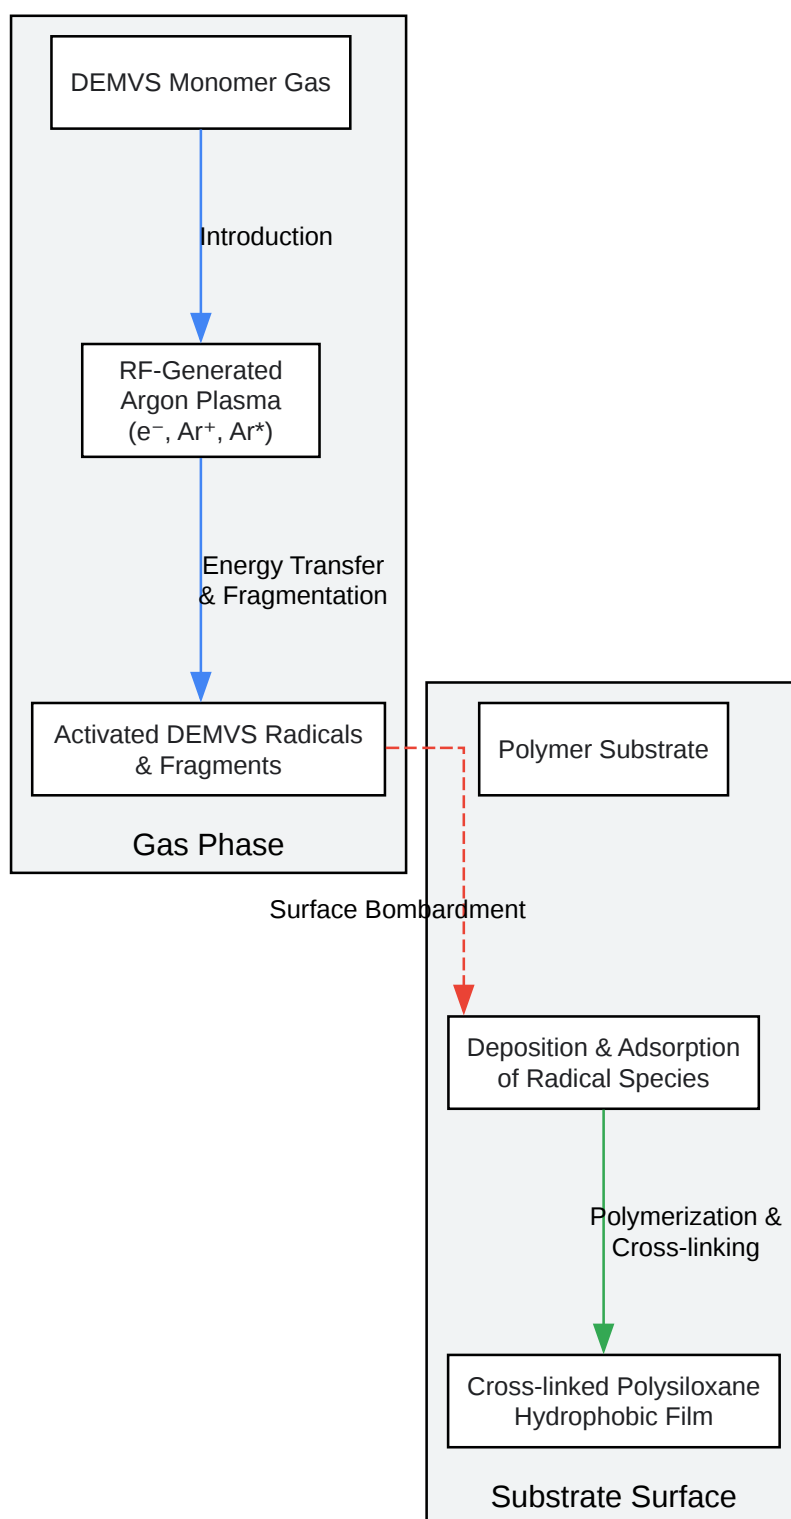 DEMVS Monomer Gas
Introduction
RF-Generated
Argon Plasma
(e⁻, Ar⁺, Ar*)
Energy Transfer
& Fragmentation
Activated DEMVS Radicals
& Fragments
Gas Phase
Polymer Substrate
Surface Bombardment
Deposition & Adsorption
of Radical Species
Polymerization &
Cross-linking
Cross-linked Polysiloxane
Hydrophobic Film
Substrate Surface